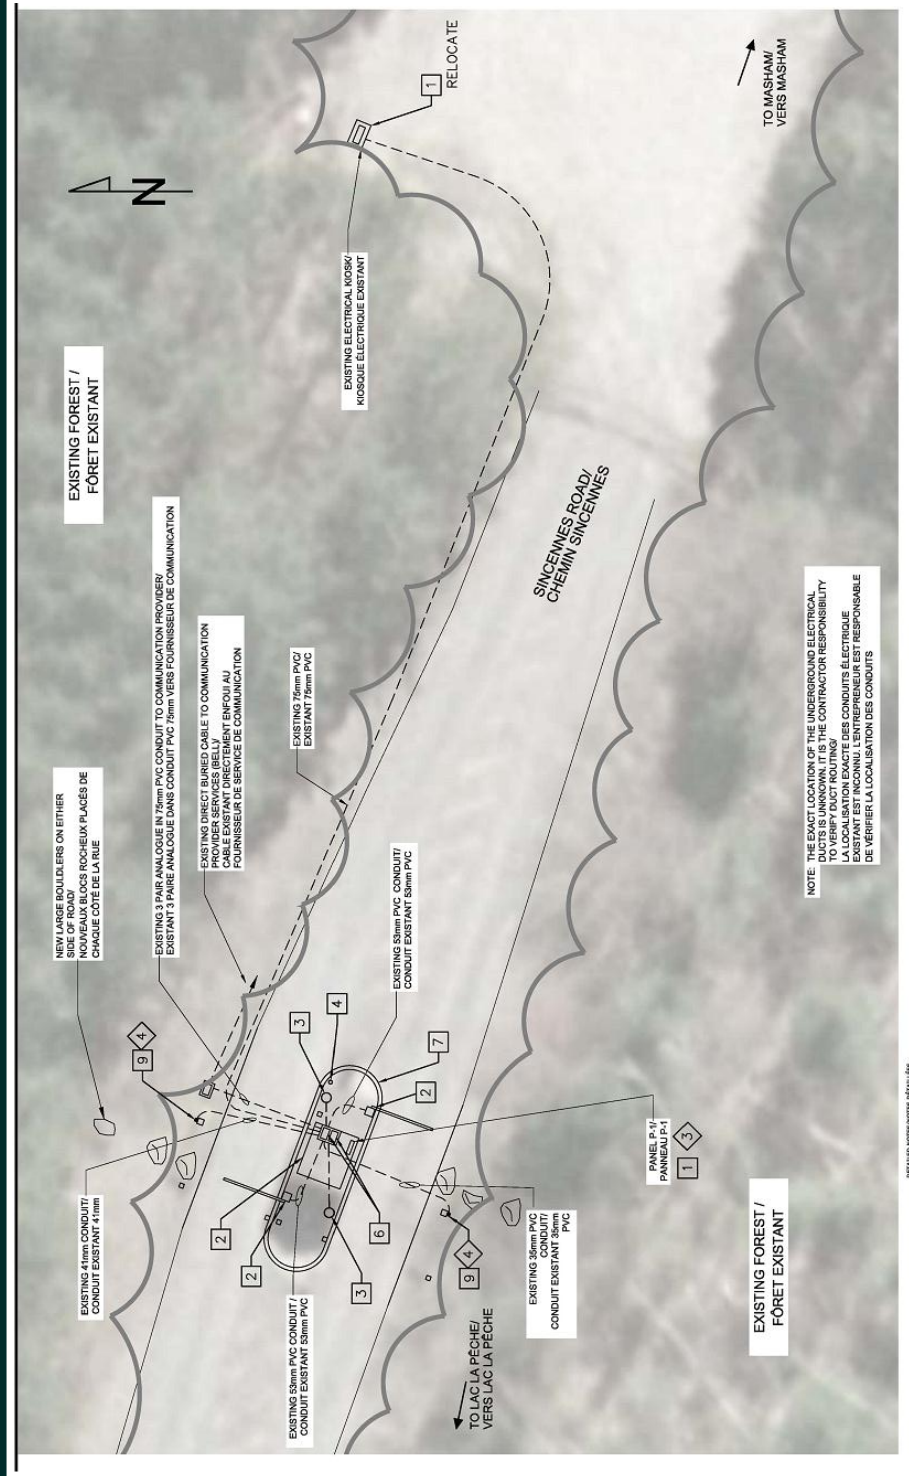 NEW LARGE BOULDLERS ON EITHER
SIDE OF ROAD/
NOUVEAUX BLOCS ROCHEUX PLACÉS DE
CHAQUE CÔTÉ DE LA RUE
EXISTING FOREST /
FÔRET EXISTANT
N
EXISTING 41mm CONDUIT/
CONDUIT EXISTANT 41mm
9
4
EXISTING 3 PAIR ANALOGUE IN 75mm PVC CONDUIT TO COMMUNICATION PROVIDER/
EXISTANT 3 PAIRE ANALOGUE DANS CONDUIT PVC 75mm VERS FOURNISSEUR DE COMMUNICATION
EXISTING DIRECT BURIED CABLE TO COMMUNICATION
PROVIDER SERVICES (BELL)/
CABLE EXISTANT DIRECTEMENT ENFOUI AU
FOURNISSEUR DE SERVICE DE COMMUNICATION
2
2
EXISTING 53mm PVC CONDUIT /
CONDUIT EXISTANT 53mm PVC
3
4
EXISTING 75mm PVC/
EXISTANT 75mm PVC
EXISTING ELECTRICAL KIOSK/
KIOSQUE ÉLECTRIQUE EXISTANT
1
RELOCATE
3
6
EXISTING 53mm PVC CONDUIT/
CONDUIT EXISTANT 53mm PVC
2
7
9
4
TO LAC LA PÊCHE/
VERS LAC LA PÊCHE
SINCENNES ROAD/
CHEMIN SINCENNES
EXISTING 35mm PVC
CONDUIT/
CONDUIT EXISTANT 35mm
PVC
PANEL P-1/
PANNEAU P-1
1
3
TO MASHAM/
VERS MASHAM
EXISTING FOREST /
FÔRET EXISTANT
NOTE: THE EXACT LOCATION OF THE UNDERGROUND ELECTRICAL
DUCTS IS UNKNOWN. IT IS THE CONTRACTOR RESPONSIBILITY
TO VERIFY DUCT ROUTING/
LA LOCALISATION EXACTE DES CONDUITS ÉLECTRIQUE
EXISTANT EST INCONNU. L'ENTREPRENEUR EST RESPONSABLE
DE VÉRIFIER LA LOCALISATION DES CONDUITS